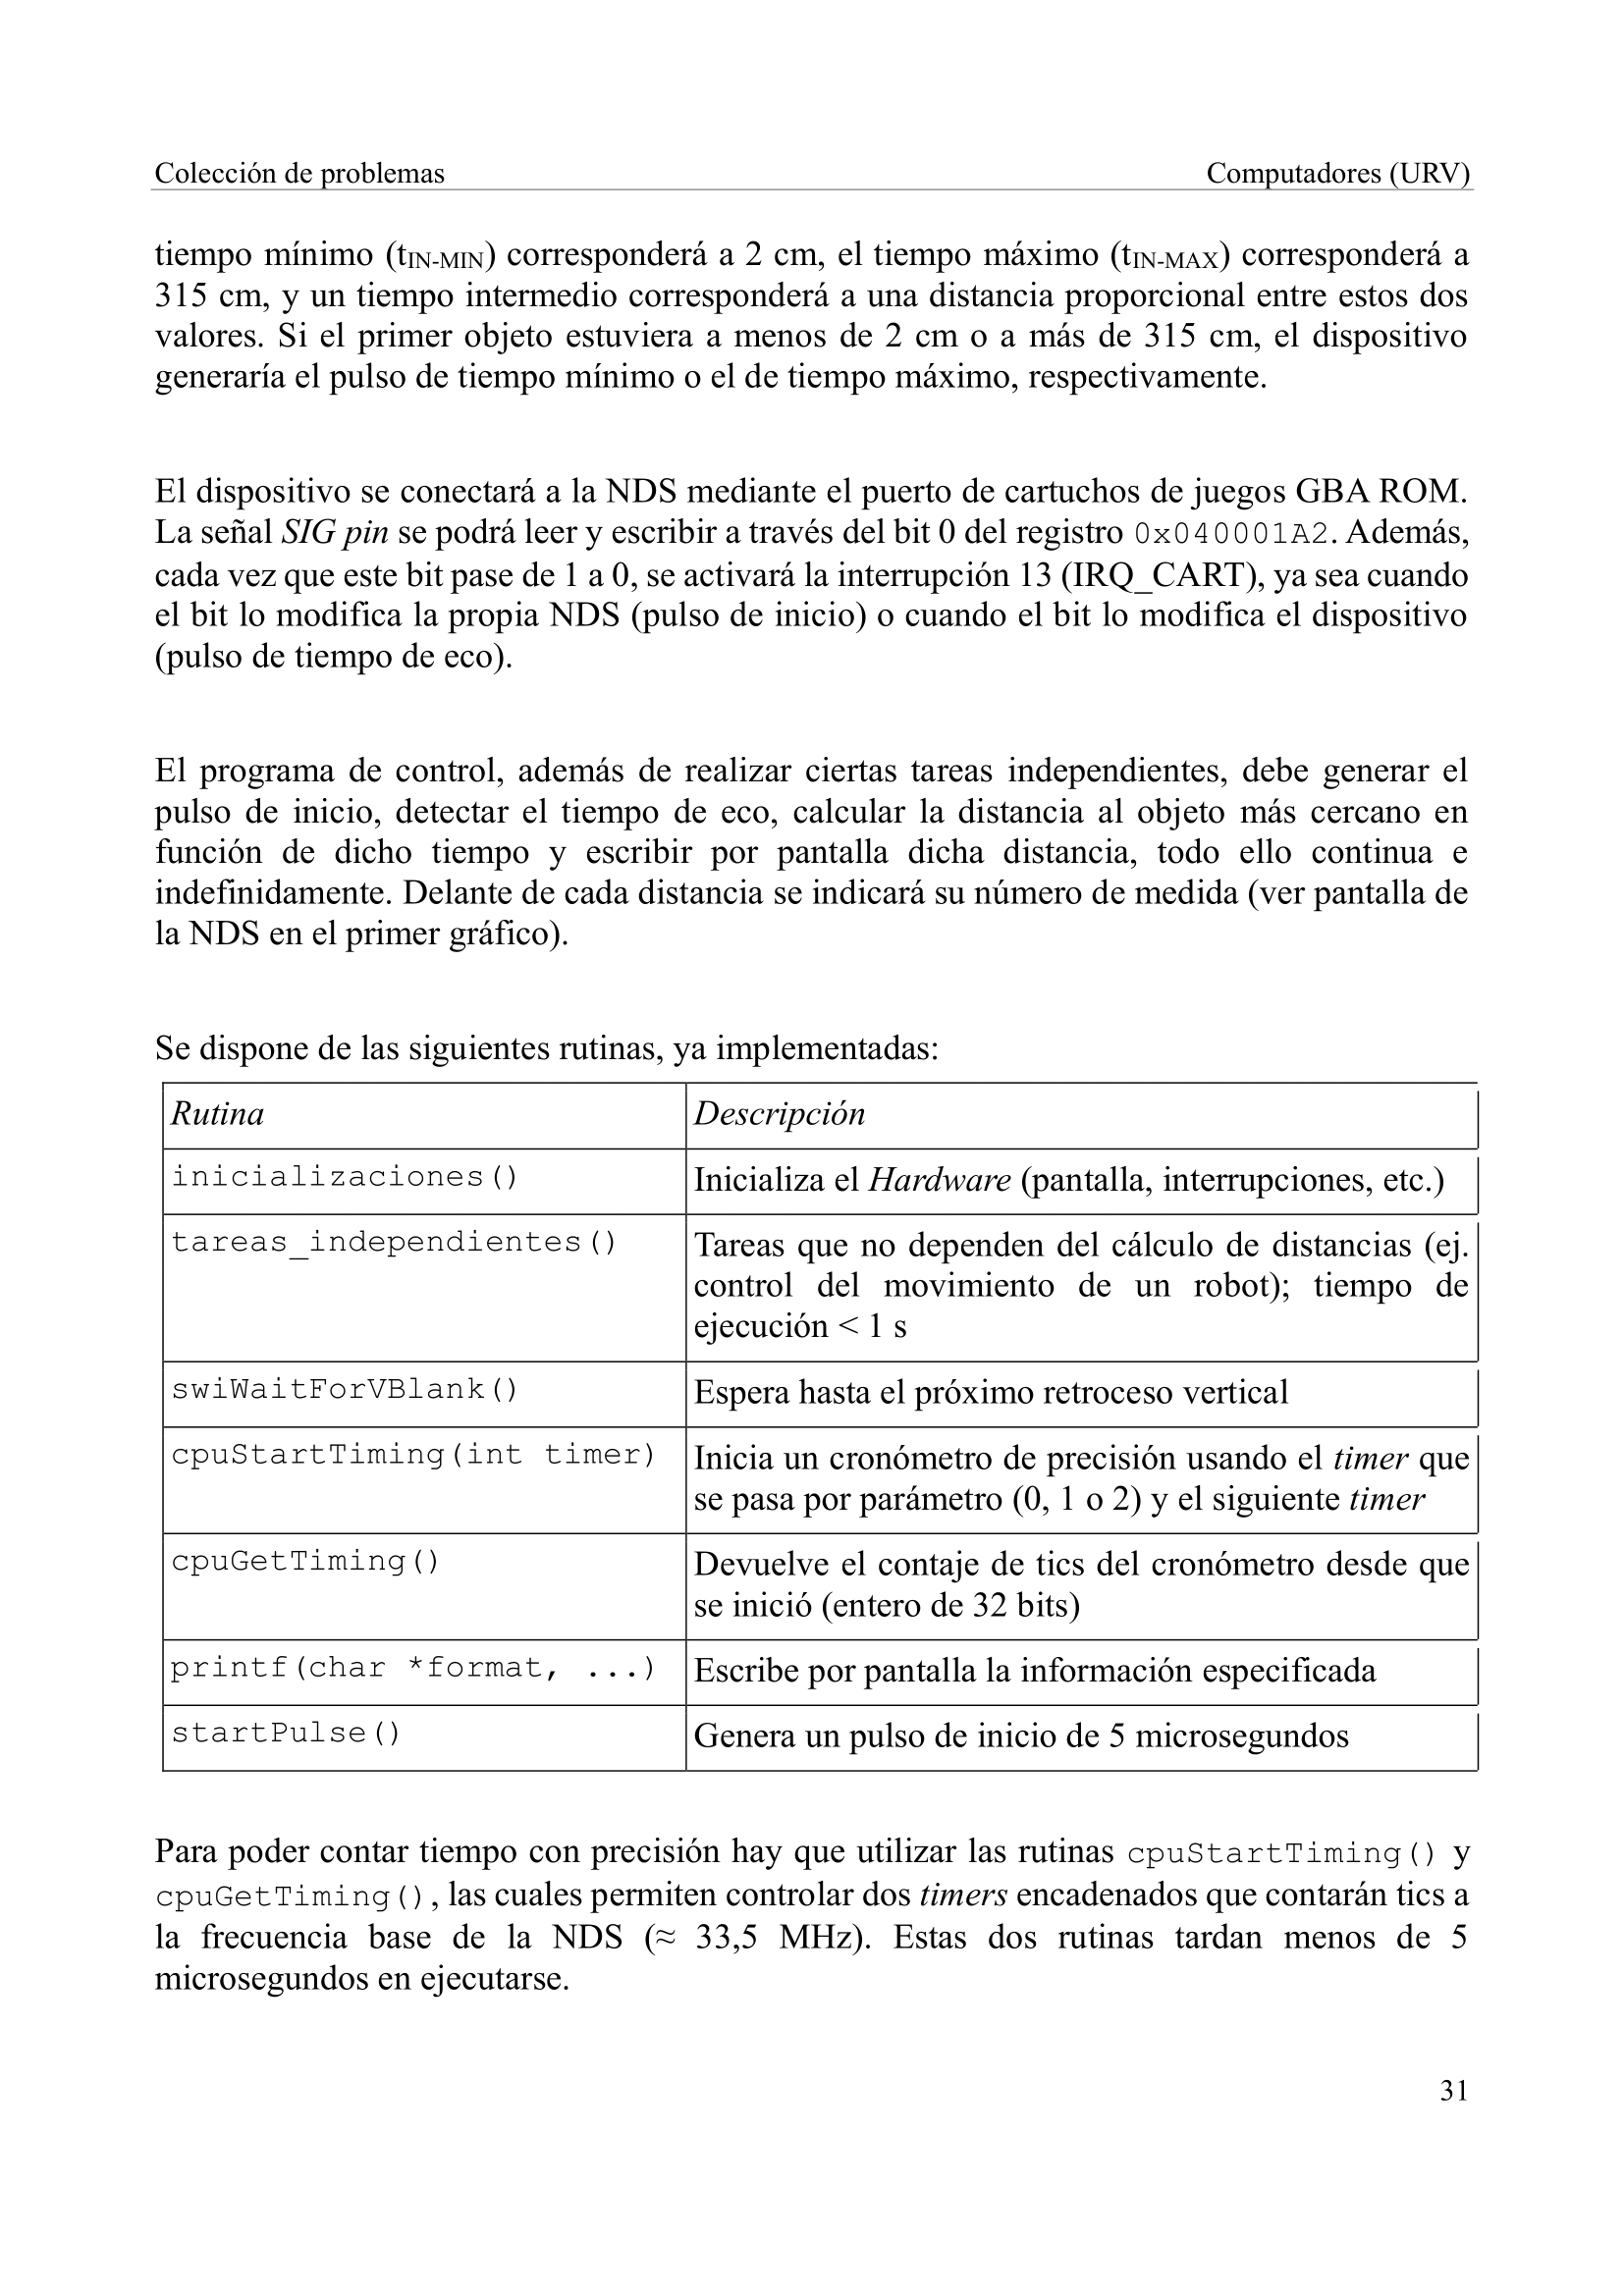 Colección de problemas Computadores (URV)
tiempo mínimo (tIN-MIN) corresponderá a 2 cm, el tiempo máximo (tIN-MAX) corresponderá a
315 cm, y un tiempo intermedio corresponderá a una distancia proporcional entre estos dos
valores. Si el primer objeto estuviera a menos de 2 cm o a más de 315 cm, el dispositivo
generaría el pulso de tiempo mínimo o el de tiempo máximo, respectivamente.
El dispositivo se conectará a la NDS mediante el puerto de cartuchos de juegos GBA ROM.
La señal SIG pin se podrá leer y escribir a través del bit 0 del registro 0x040001A2. Además,
cada vez que este bit pase de 1 a 0, se activará la interrupción 13 (IRQ_CART), ya sea cuando
el bit lo modifica la propia NDS (pulso de inicio) o cuando el bit lo modifica el dispositivo
(pulso de tiempo de eco).
El programa de control, además de realizar ciertas tareas independientes, debe generar el
pulso de inicio, detectar el tiempo de eco, calcular la distancia al objeto más cercano en
función de dicho tiempo y escribir por pantalla dicha distancia, todo ello continua e
indefinidamente. Delante de cada distancia se indicará su número de medida (ver pantalla de
la NDS en el primer gráfico).
Se dispone de las siguientes rutinas, ya implementadas:
Rutina Descripción
inicializaciones() Inicializa el Hardware (pantalla, interrupciones, etc.)
tareas_independientes() Tareas que no dependen del cálculo de distancias (ej.
control del movimiento de un robot); tiempo de
ejecución < 1 s
swiWaitForVBlank() Espera hasta el próximo retroceso vertical
cpuStartTiming(int timer) Inicia un cronómetro de precisión usando el timer que
se pasa por parámetro (0, 1 o 2) y el siguiente timer
cpuGetTiming() Devuelve el contaje de tics del cronómetro desde que
se inició (entero de 32 bits)
printf(char *format, ...) Escribe por pantalla la información especificada
startPulse() Genera un pulso de inicio de 5 microsegundos
Para poder contar tiempo con precisión hay que utilizar las rutinas cpuStartTiming() y
cpuGetTiming(), las cuales permiten controlar dos timers encadenados que contarán tics a
la frecuencia base de la NDS (≈ 33,5 MHz). Estas dos rutinas tardan menos de 5
microsegundos en ejecutarse.
31